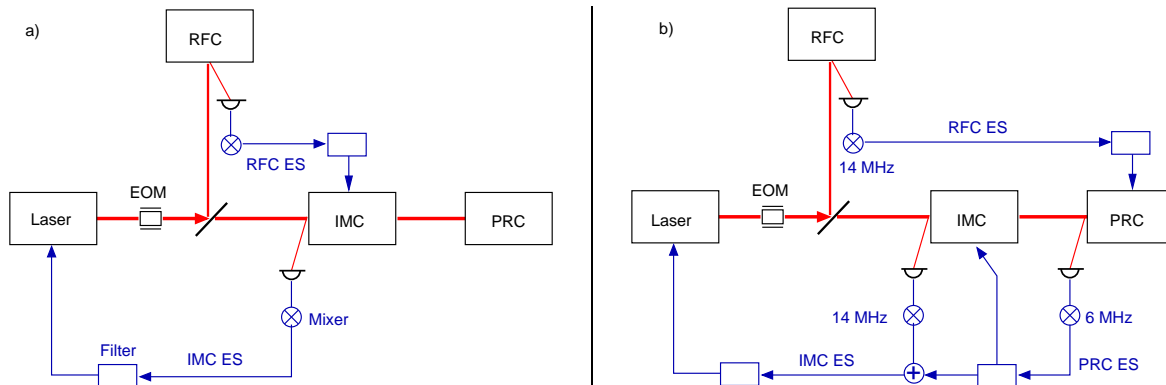 a)
RFC
RFC ES
EOM
Laser
IMC
PRC
Mixer
Filter
IMC ES
b)
RFC
RFC ES
14 MHz
EOM
Laser
IMC
PRC
14 MHz
6 MHz
IMC ES
PRC ES